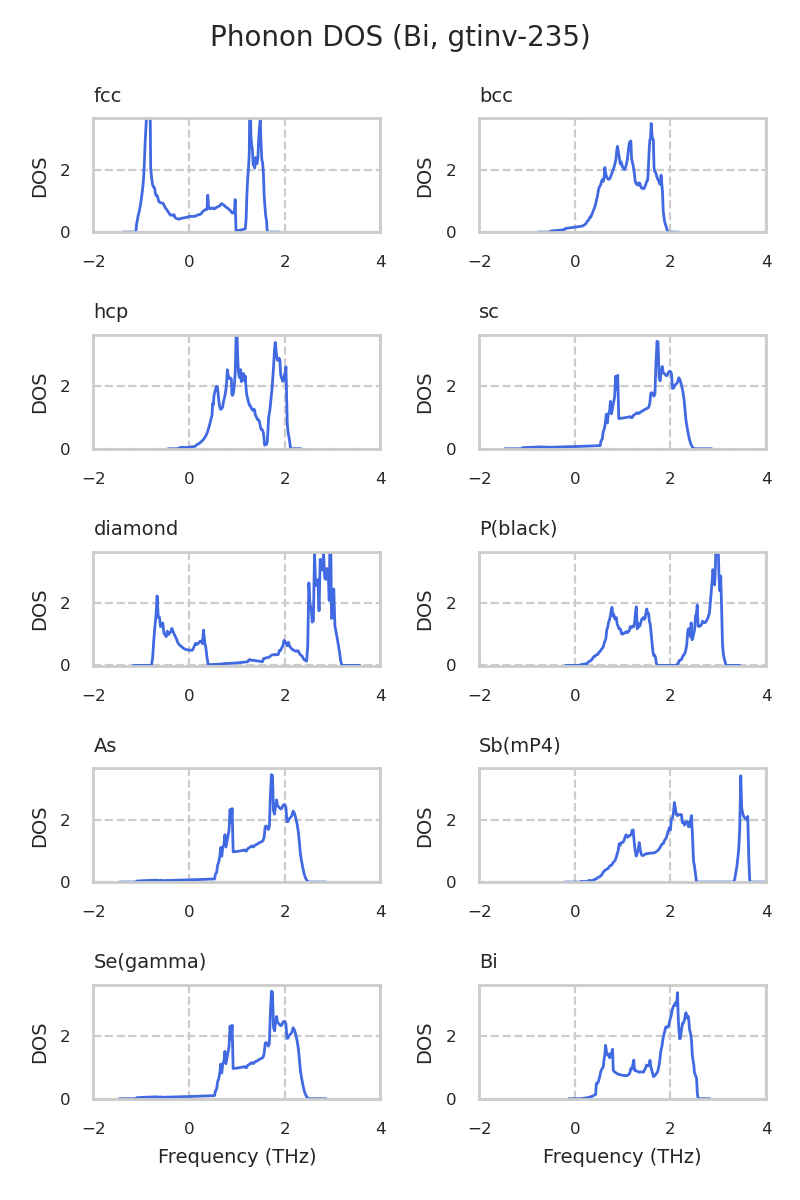 Phonon DOS (Bi, gtinv-235)
fcc
bcc
DOS
2
0
−2 0 2 4
DOS
2
0
−2 0 2 4
hcp
sc
DOS
2
0
−2 0 2 4
DOS
2
0
−2 0 2 4
diamond
P(black)
DOS
2
0
−2 0 2 4
DOS
2
0
−2 0 2 4
As
Sb(mP4)
DOS
2
0
−2 0 2 4
DOS
2
0
−2 0 2 4
Se(gamma)
Bi
DOS
2
0
−2 0 2 4
Frequency (THz)
DOS
2
0
−2 0 2 4
Frequency (THz)